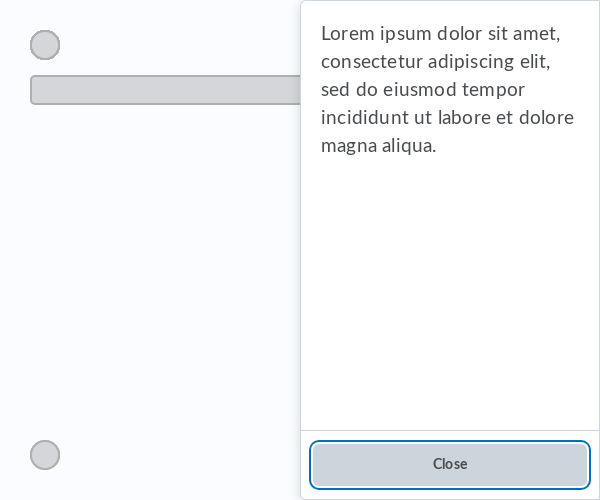 Lorem ipsum dolor sit amet,
consectetur adipiscing elit,
sed do eiusmod tempor
incididunt ut labore et dolore
magna aliqua.
Close